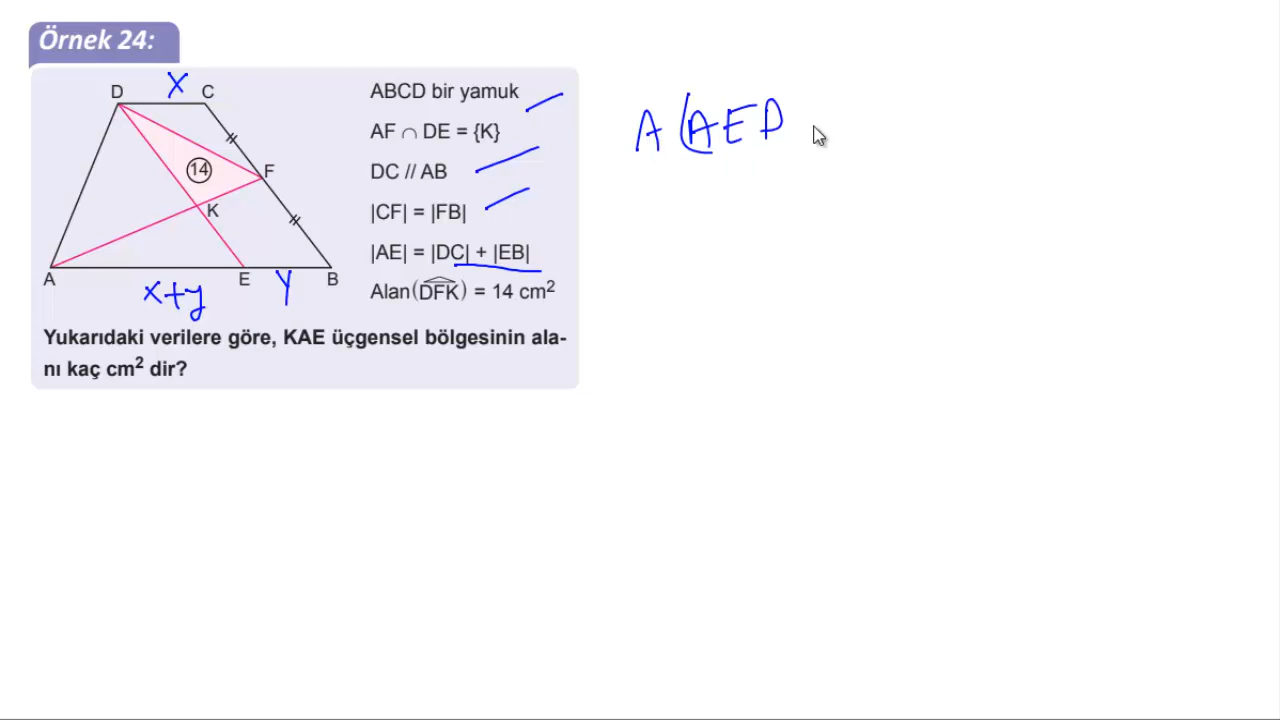 Örnek 24:
X
D C
14
F
K
A E B
x+y y
ABCD bir yamuk
AF ∩ DE = {K}
DC // AB
|CF| = |FB|
|AE| = |DC| + |EB|
Alan(DFK) = 14 cm²
Yukarıdaki verilere göre, KAE üçgensel bölgesinin ala-
nı kaç cm² dir?
A(AED